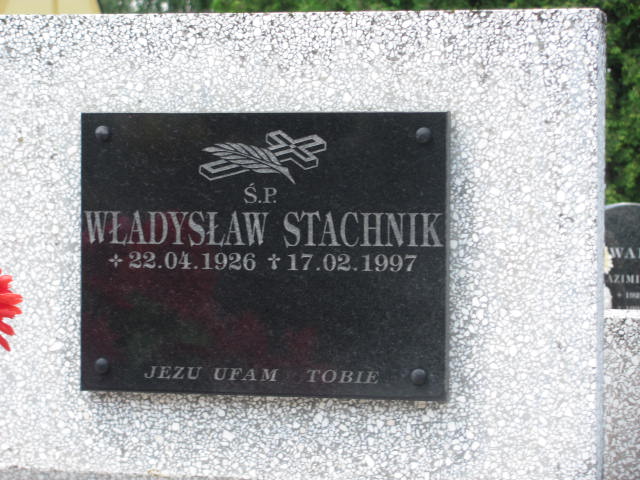 Ś.P.
WŁADYSŁAW STACHNIK
✢ 22.04.1926 ✝ 17.02.1997
JEZU UFAM TOBIE